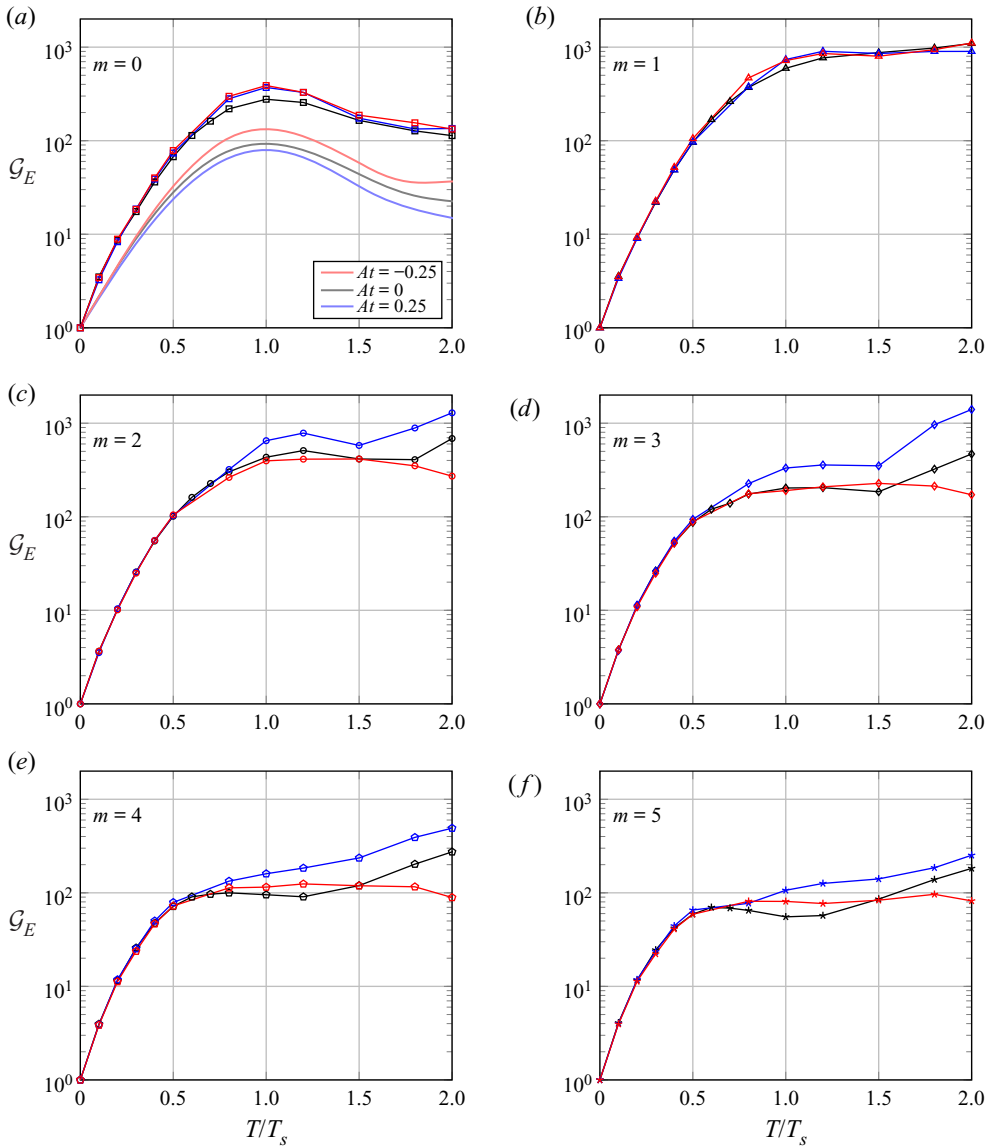 (a)
(b)
10³
m = 0
10²
𝒢_E
10¹
At = −0.25
At = 0
At = 0.25
10⁰
0 0.5 1.0 1.5 2.0
10³
m = 1
10²
10¹
10⁰
0 0.5 1.0 1.5 2.0
(c)
(d)
10³
m = 2
10²
𝒢_E
10¹
10⁰
0 0.5 1.0 1.5 2.0
10³
m = 3
10²
10¹
10⁰
0 0.5 1.0 1.5 2.0
(e)
(f)
10³
m = 4
10²
𝒢_E
10¹
10⁰
0 0.5 1.0 1.5 2.0
T/T_s
10³
m = 5
10²
10¹
10⁰
0 0.5 1.0 1.5 2.0
T/T_s